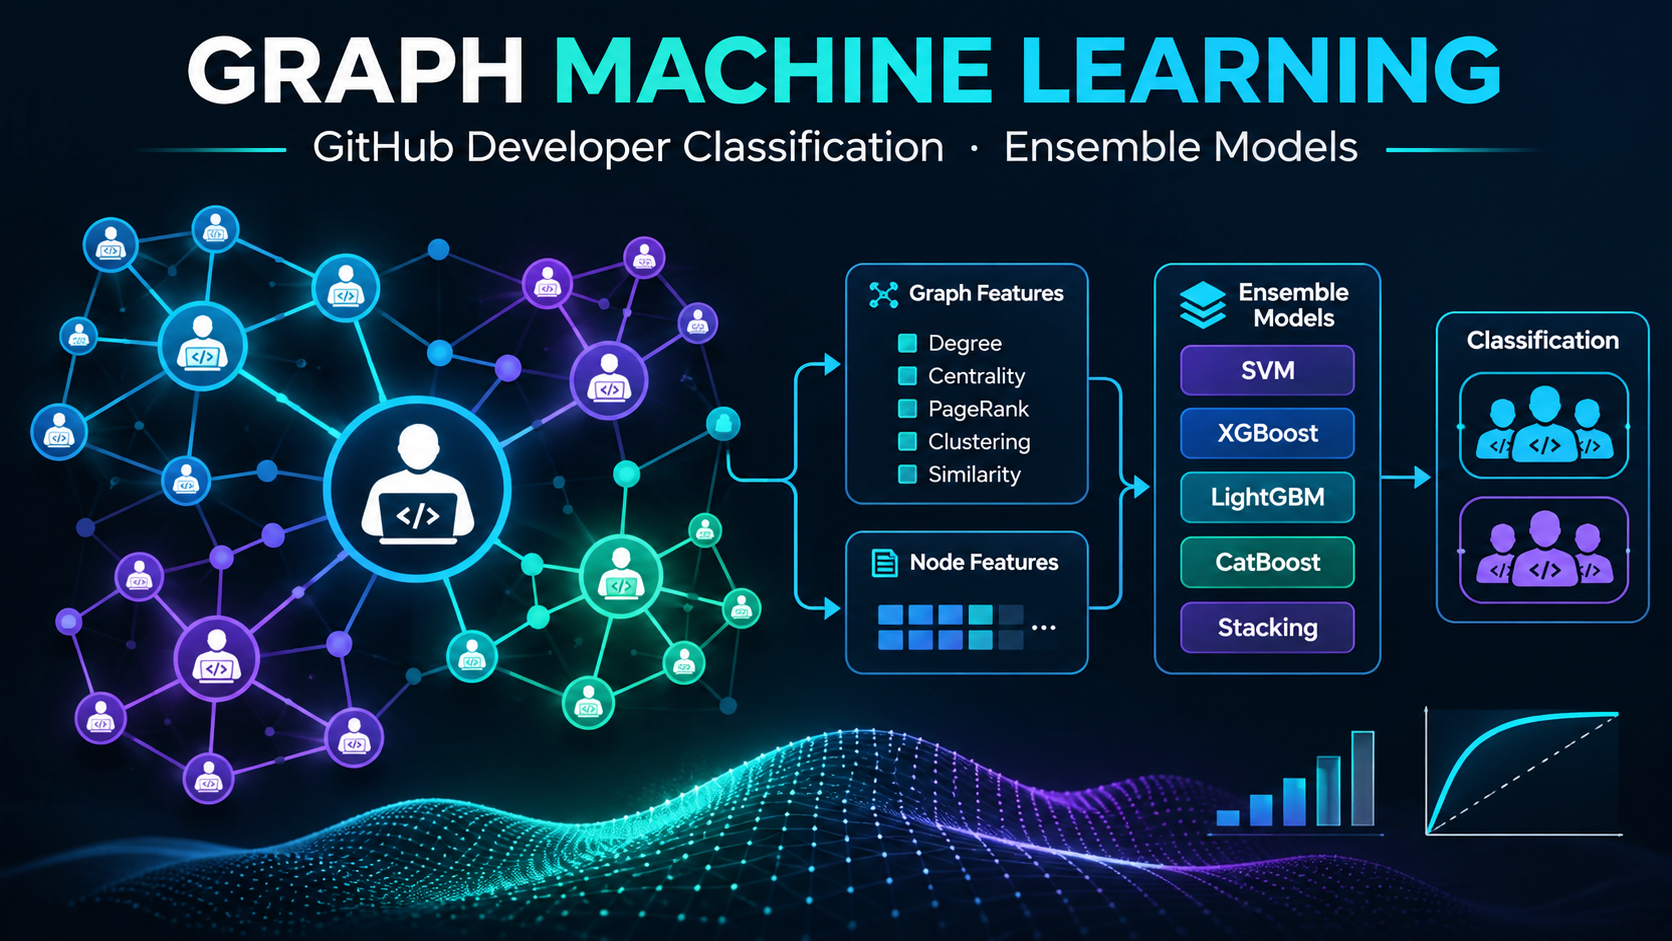 GRAPH MACHINE LEARNING
GitHub Developer Classification · Ensemble Models
Graph Features
Degree
Centrality
PageRank
Clustering
Similarity
Node Features
...
Ensemble
Models
SVM
XGBoost
LightGBM
CatBoost
Stacking
Classification